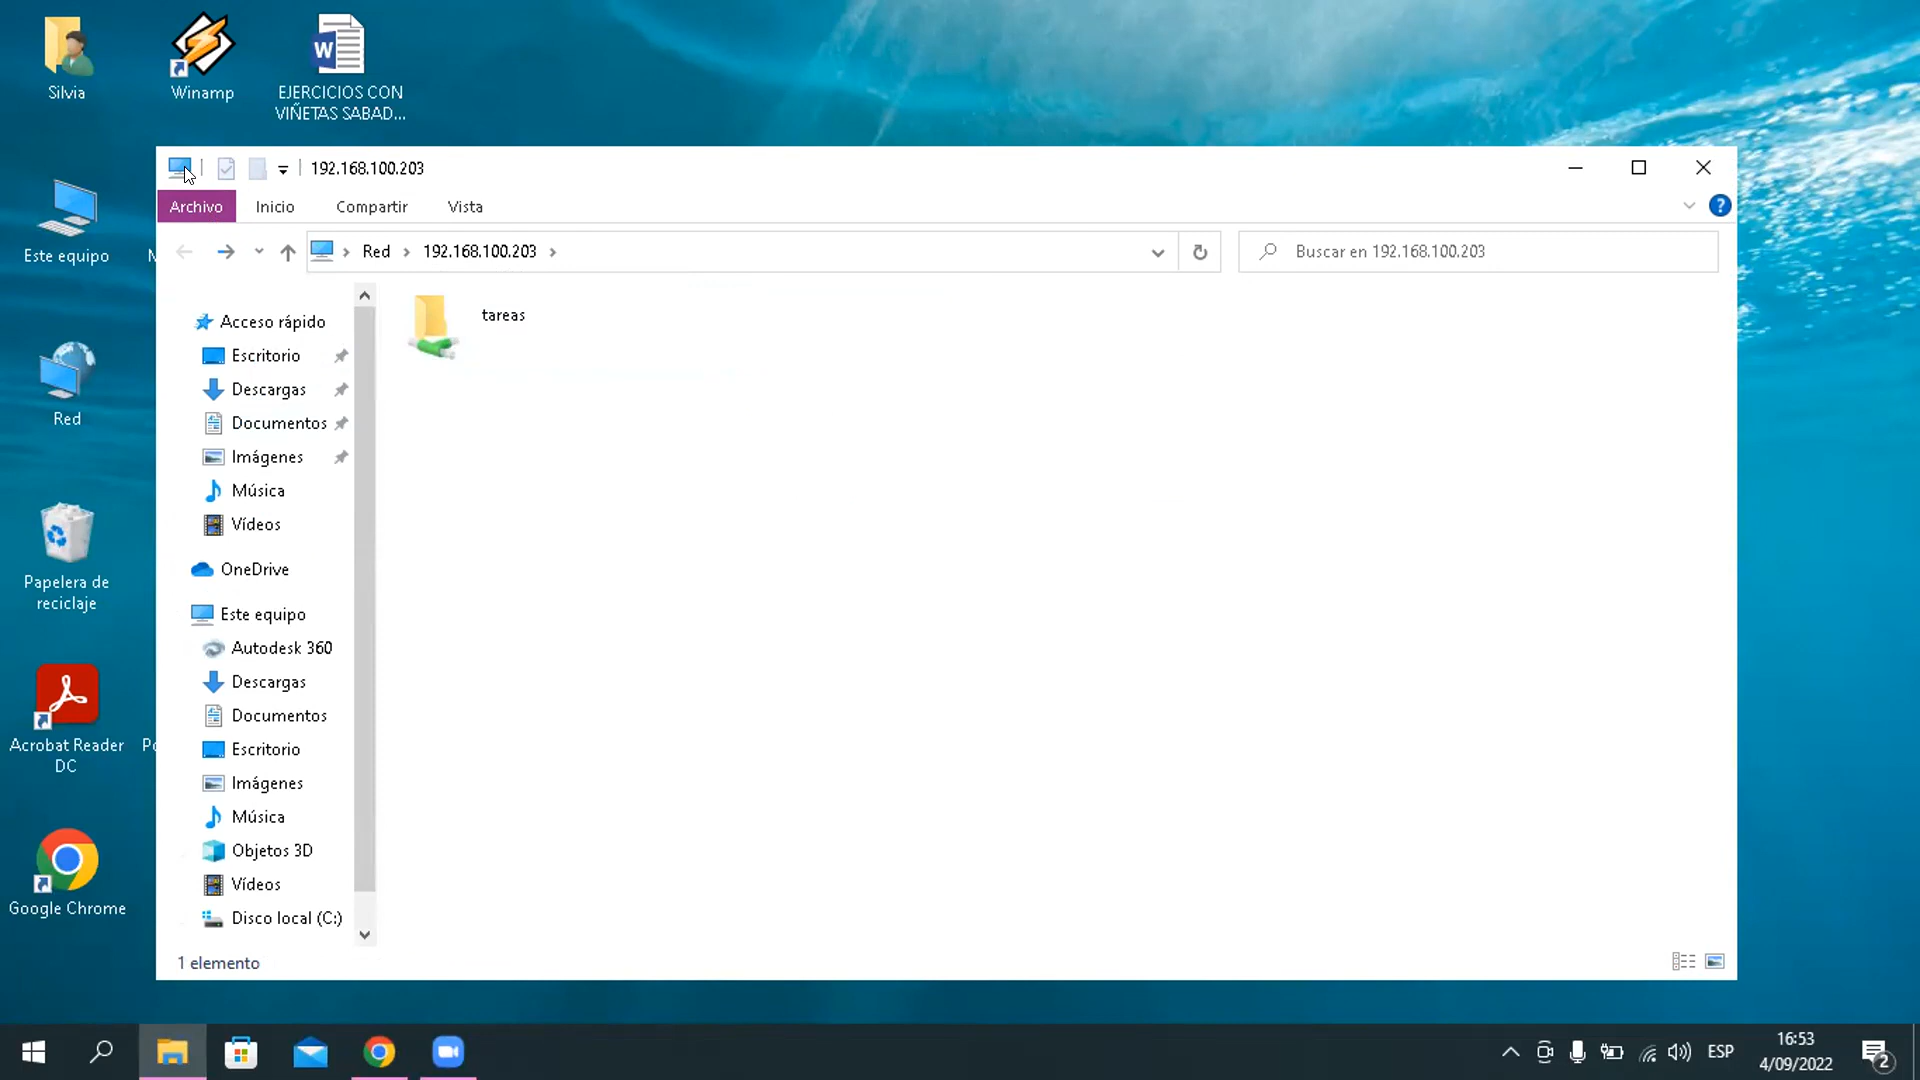 Silvia
Winamp
EJERCICIOS CON
VIÑETAS SABAD...
192.168.100.203
Archivo
Inicio
Compartir
Vista
Red
192.168.100.203
Buscar en 192.168.100.203
Este equipo
Red
Papelera de
reciclaje
Acrobat Reader
DC
Google Chrome
Acceso rápido
Escritorio
Descargas
Documentos
Imágenes
Música
Vídeos
OneDrive
Este equipo
Autodesk 360
Descargas
Documentos
Escritorio
Imágenes
Música
Objetos 3D
Vídeos
Disco local (C:)
tareas
1 elemento
ESP
16:53
4/09/2022
2